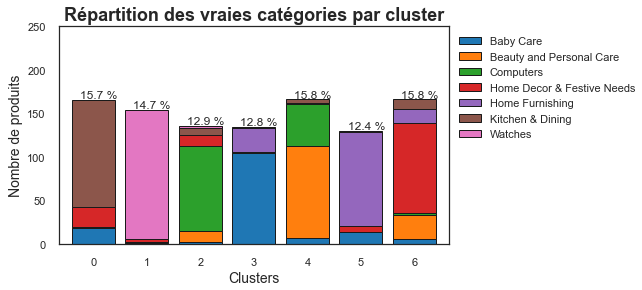 Répartition des vraies catégories par cluster
Nombre de produits
250
200
150
100
50
0
15.7 %
14.7 %
12.9 %
12.8 %
15.8 %
12.4 %
15.8 %
0 1 2 3 4 5 6
Clusters
Baby Care
Beauty and Personal Care
Computers
Home Decor & Festive Needs
Home Furnishing
Kitchen & Dining
Watches